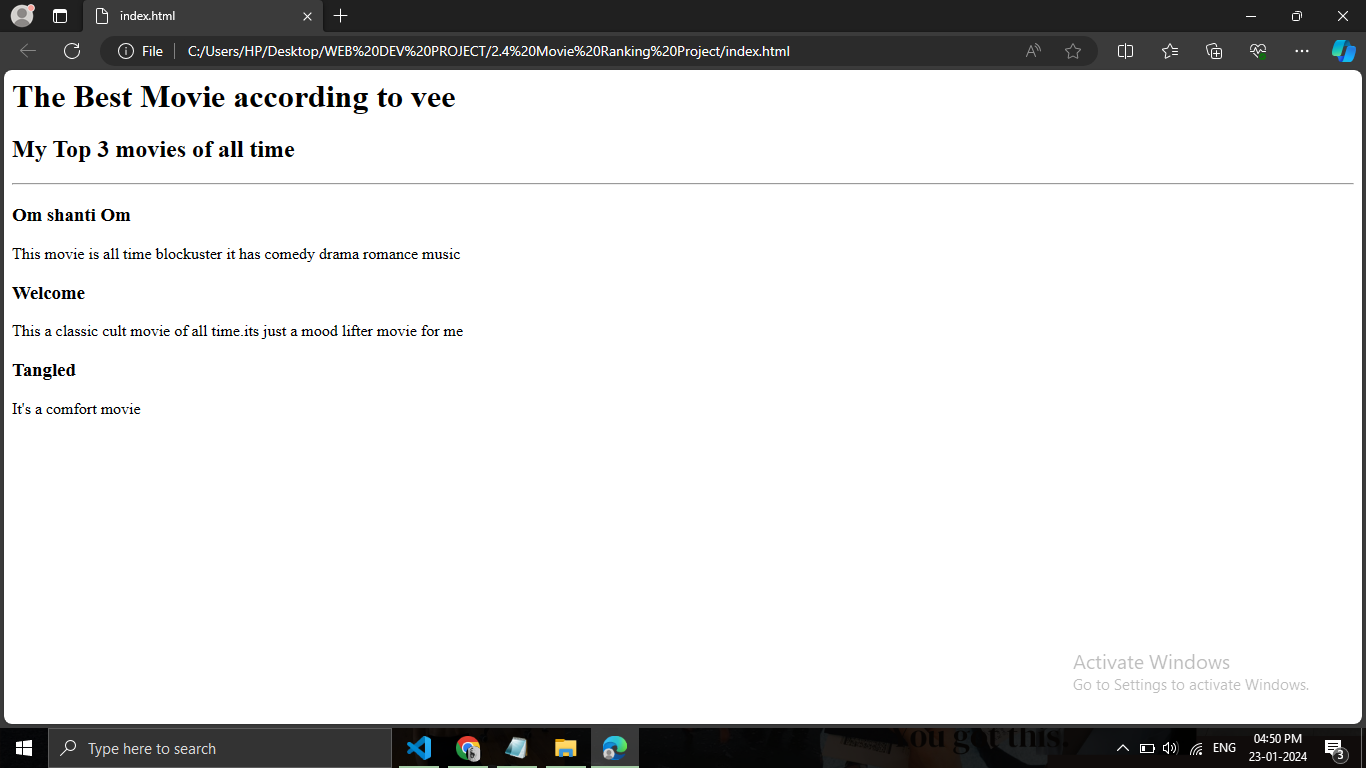 index.html
File
C:/Users/HP/Desktop/WEB%20DEV%20PROJECT/2.4%20Movie%20Ranking%20Project/index.html
The Best Movie according to vee
My Top 3 movies of all time
Om shanti Om
This movie is all time blockuster it has comedy drama romance music
Welcome
This a classic cult movie of all time.its just a mood lifter movie for me
Tangled
It's a comfort movie
Activate Windows
Go to Settings to activate Windows.
Type here to search
You got this.
ENG
04:50 PM
23-01-2024
3